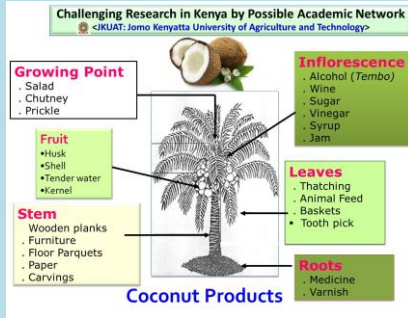 Challenging Research in Kenya by Possible Academic Network
<JKUAT: Jomo Kenyatta University of Agriculture and Technology>
Growing Point
. Salad
. Chutney
. Prickle
Inflorescence
. Alcohol (Tembo)
. Wine
. Sugar
. Vinegar
. Syrup
. Jam
Fruit
•Husk
•Shell
•Tender water
•Kernel
Leaves
. Thatching
. Animal Feed
. Baskets
• Tooth pick
Stem
Wooden planks
. Furniture
. Floor Parquets
. Paper
. Carvings
Roots
. Medicine
. Varnish
Coconut Products